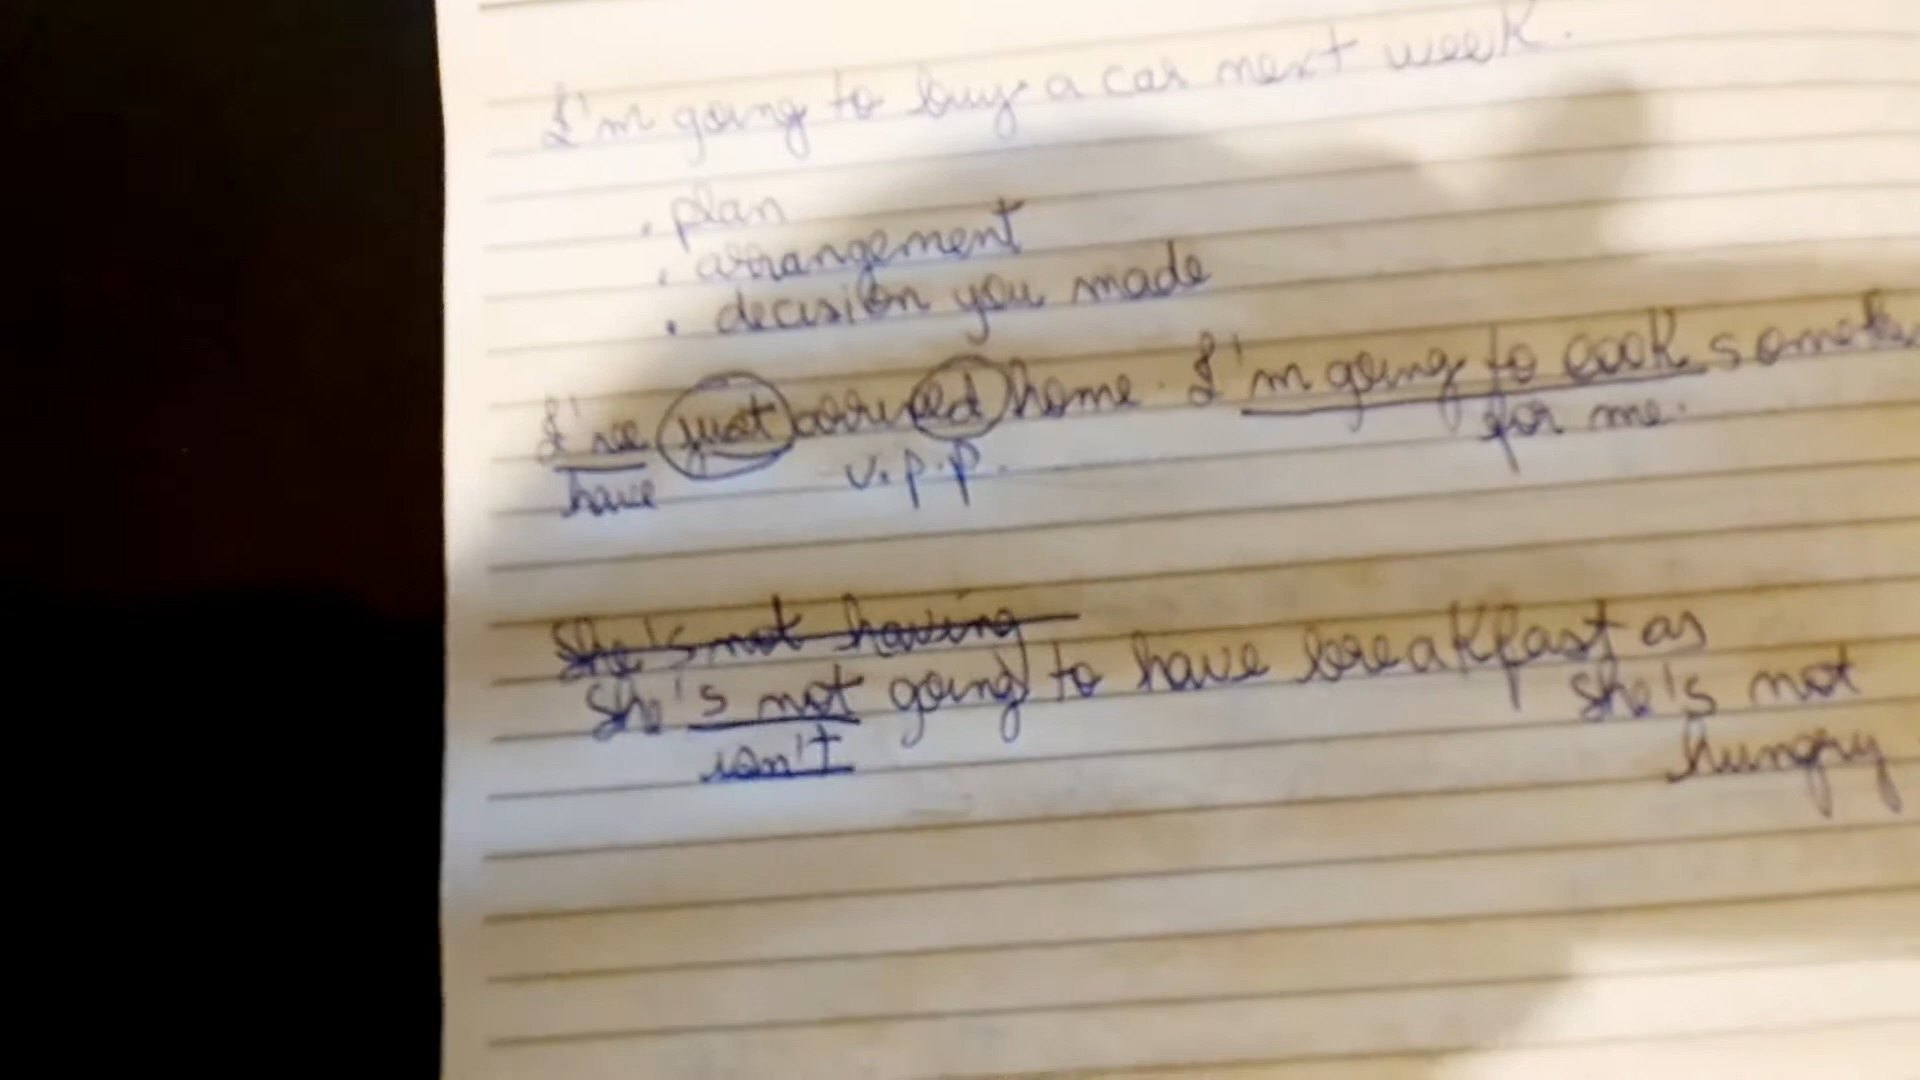 I'm going to buy a car next week.
. plan
. arrangement
. decision you made
I've just arrived home. I'm going to cook
for me.
have v.p.p.
She's not having
She's not going to have breakfast as
she's not
isn't
hungry